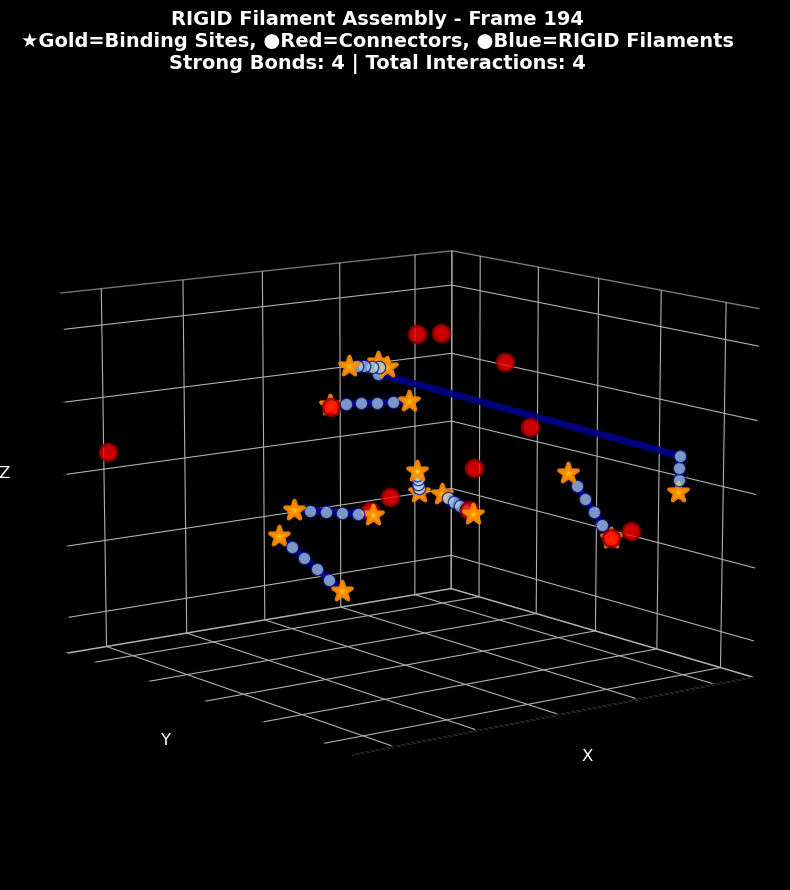 RIGID Filament Assembly - Frame 194
★Gold=Binding Sites, ●Red=Connectors, ●Blue=RIGID Filaments
Strong Bonds: 4 | Total Interactions: 4
Z
Y
X